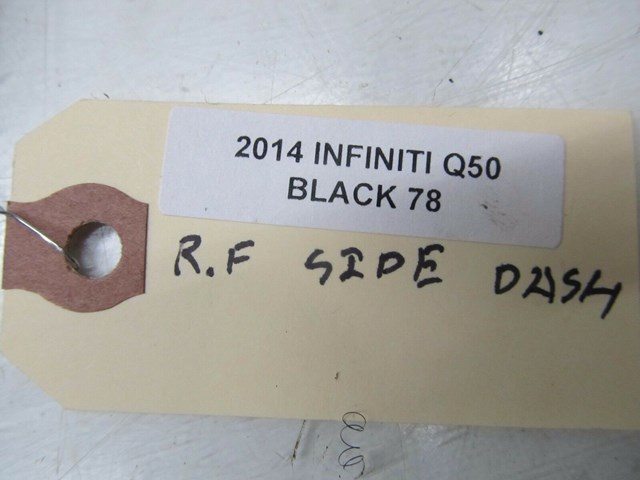 2014 INFINITI Q50
BLACK 78
R.F SIDE DASH